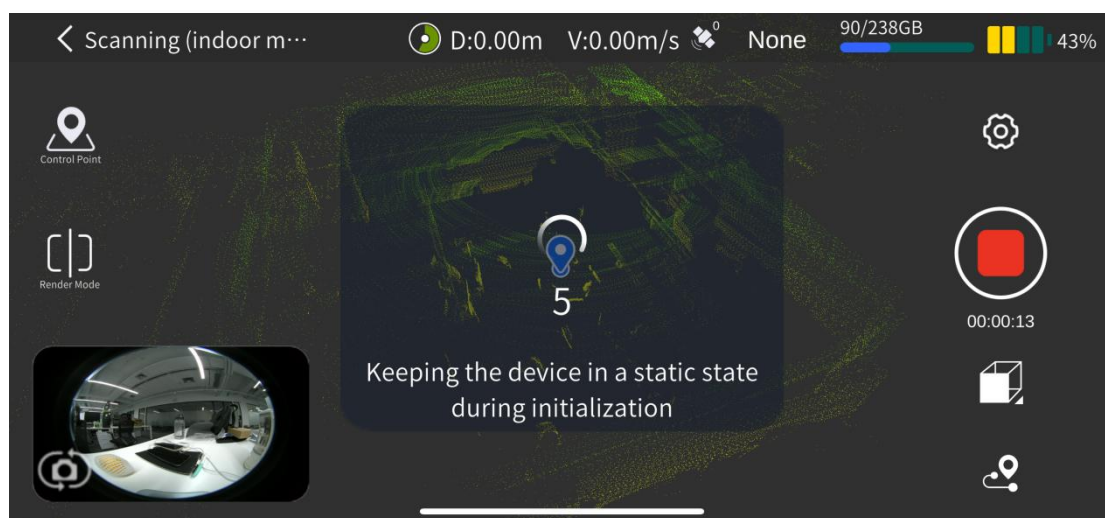 Scanning (indoor m···
D:0.00m
V:0.00m/s
0
None
90/238GB
43%
Control Point
Render Mode
5
Keeping the device in a static state
during initialization
00:00:13